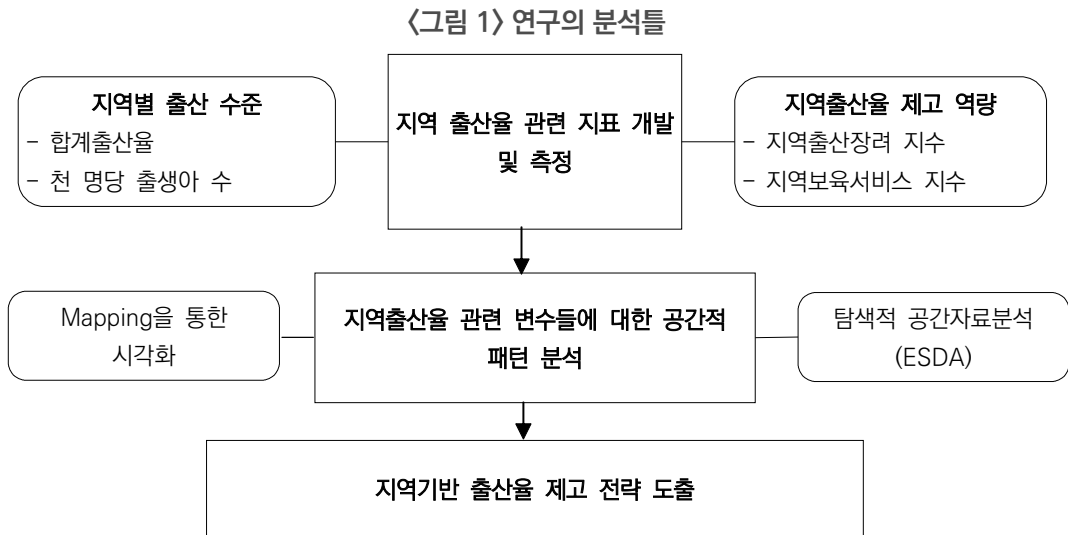 〈그림 1〉 연구의 분석틀
지역별 출산 수준
- 합계출산율
- 천 명당 출생아 수
지역 출산율 관련 지표 개발
및 측정
지역출산율 제고 역량
- 지역출산장려 지수
- 지역보육서비스 지수
Mapping을 통한
시각화
지역출산율 관련 변수들에 대한 공간적
패턴 분석
탐색적 공간자료분석
(ESDA)
지역기반 출산율 제고 전략 도출